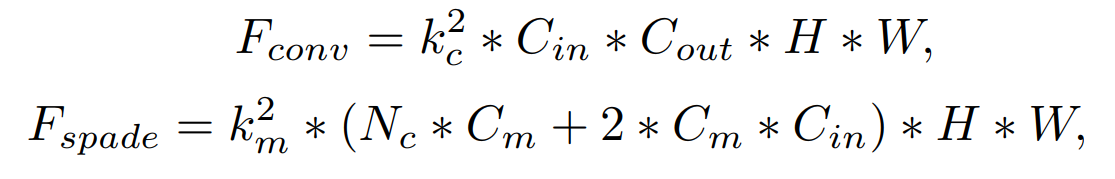 F_{conv} = k_c^2 * C_{in} * C_{out} * H * W,
F_{spade} = k_m^2 * (N_c * C_m + 2 * C_m * C_{in}) * H * W,